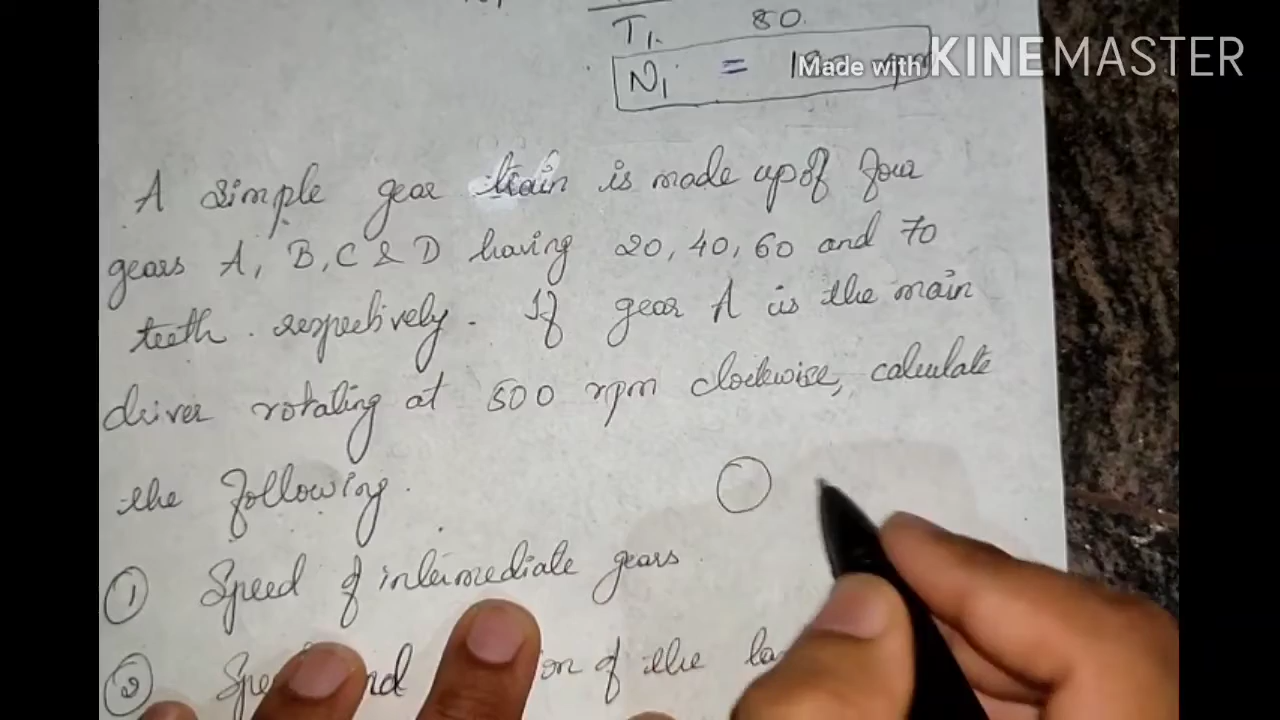 T₁. 80.
N₁ =
Made with KINEMASTER
A simple gear train is made up of four
gears A, B, C & D having 20, 40, 60 and 70
teeth. respectively. If gear A is the main
driver rotating at 500 rpm clockwise, calculate
the following.
① Speed of intermediate gears.
② of the